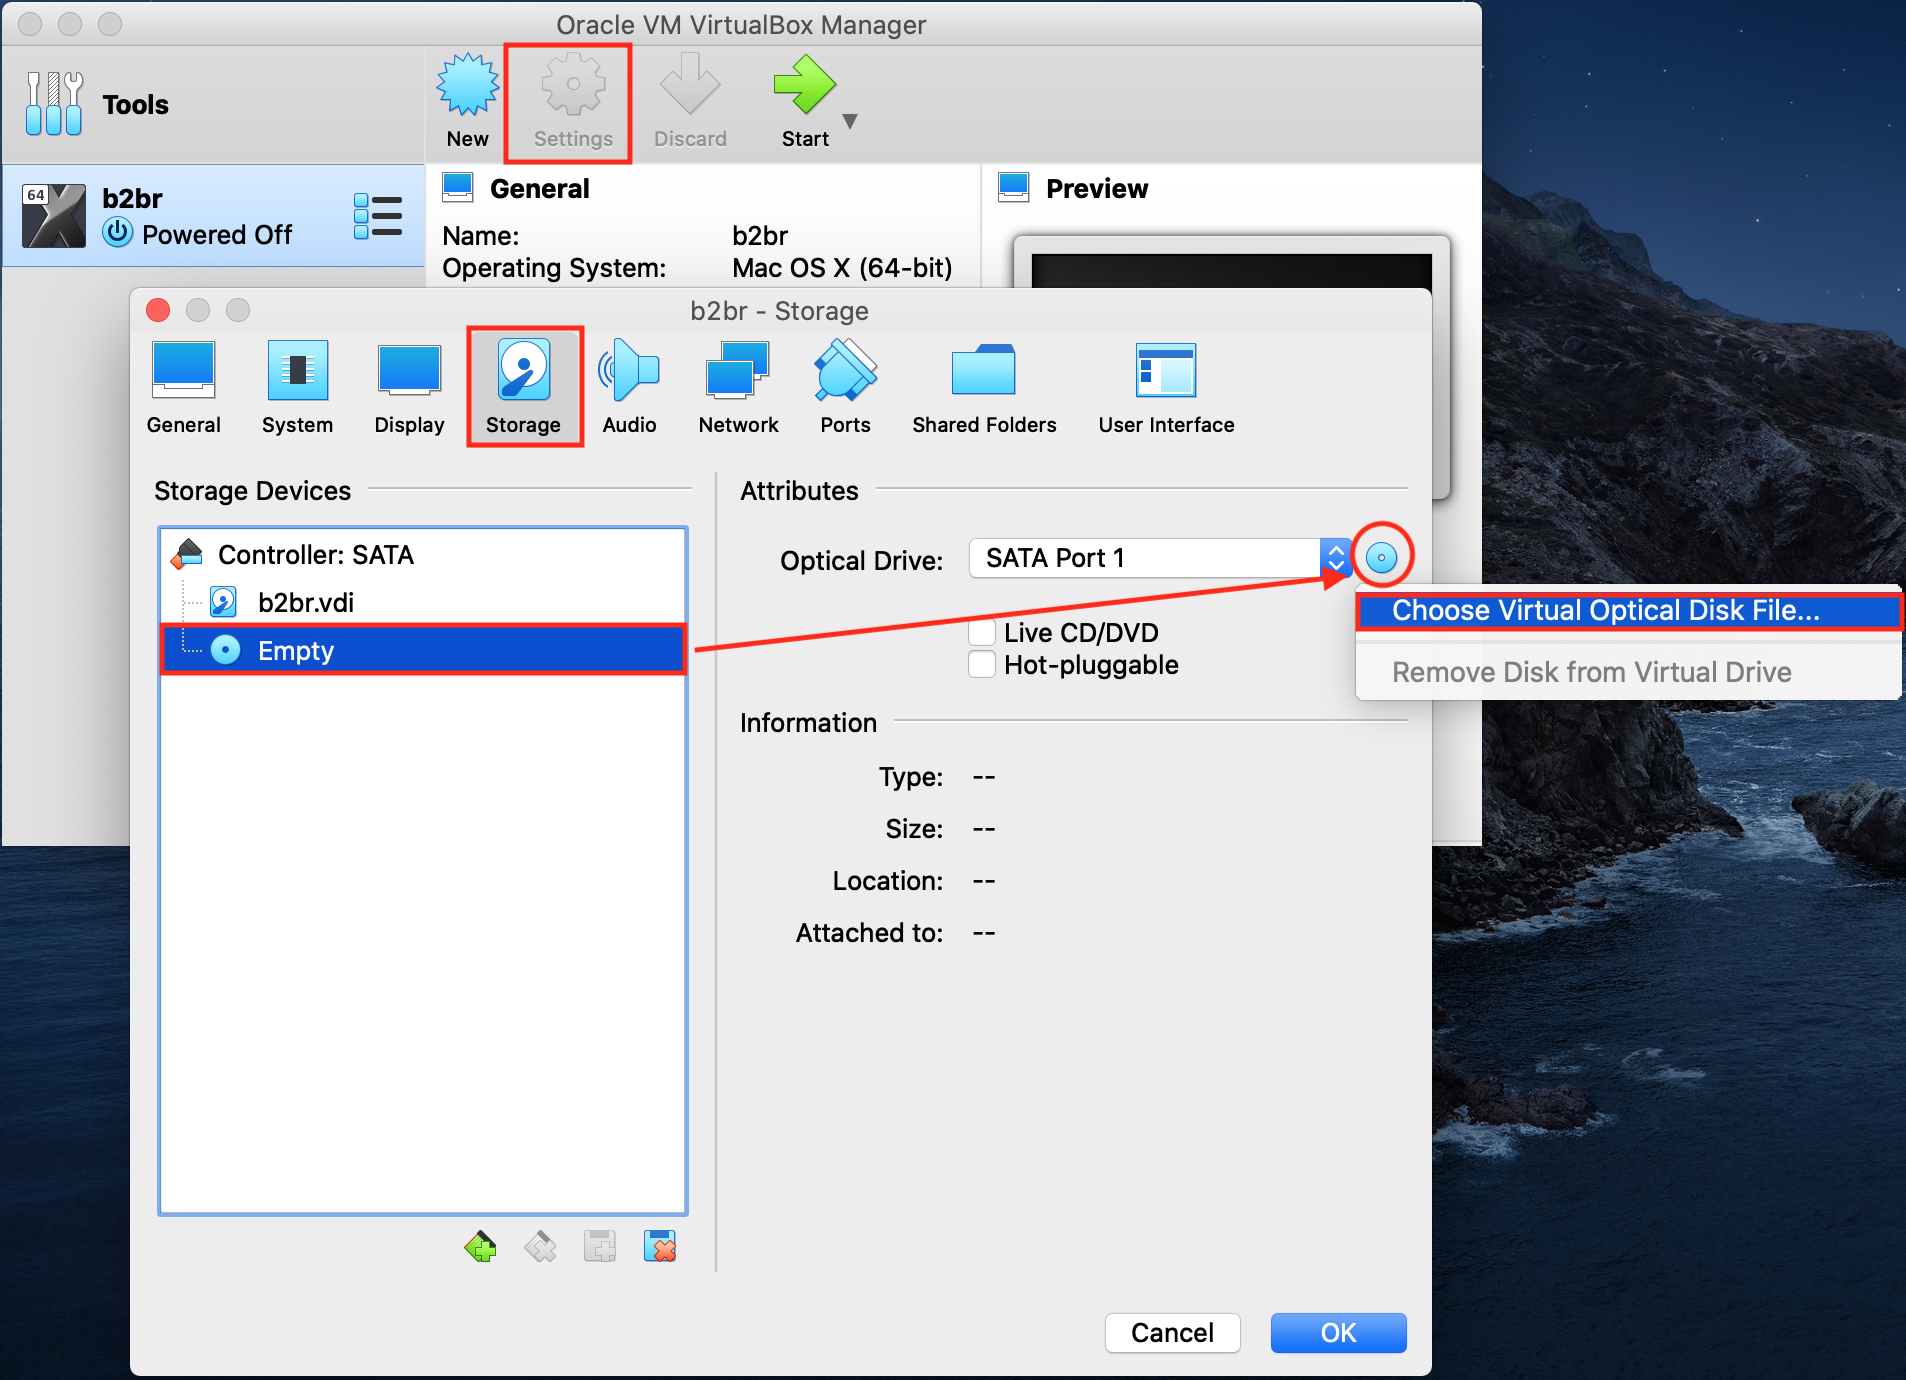 Oracle VM VirtualBox Manager
Tools
New
Settings
Discard
Start
64
b2br
Powered Off
General
Name: b2br
Operating System: Mac OS X (64-bit)
Preview
b2br - Storage
General
System
Display
Storage
Audio
Network
Ports
Shared Folders
User Interface
Storage Devices
Controller: SATA
b2br.vdi
Empty
Attributes
Optical Drive: SATA Port 1
Choose Virtual Optical Disk File...
Remove Disk from Virtual Drive
Live CD/DVD
Hot-pluggable
Information
Type: --
Size: --
Location: --
Attached to: --
Cancel
OK